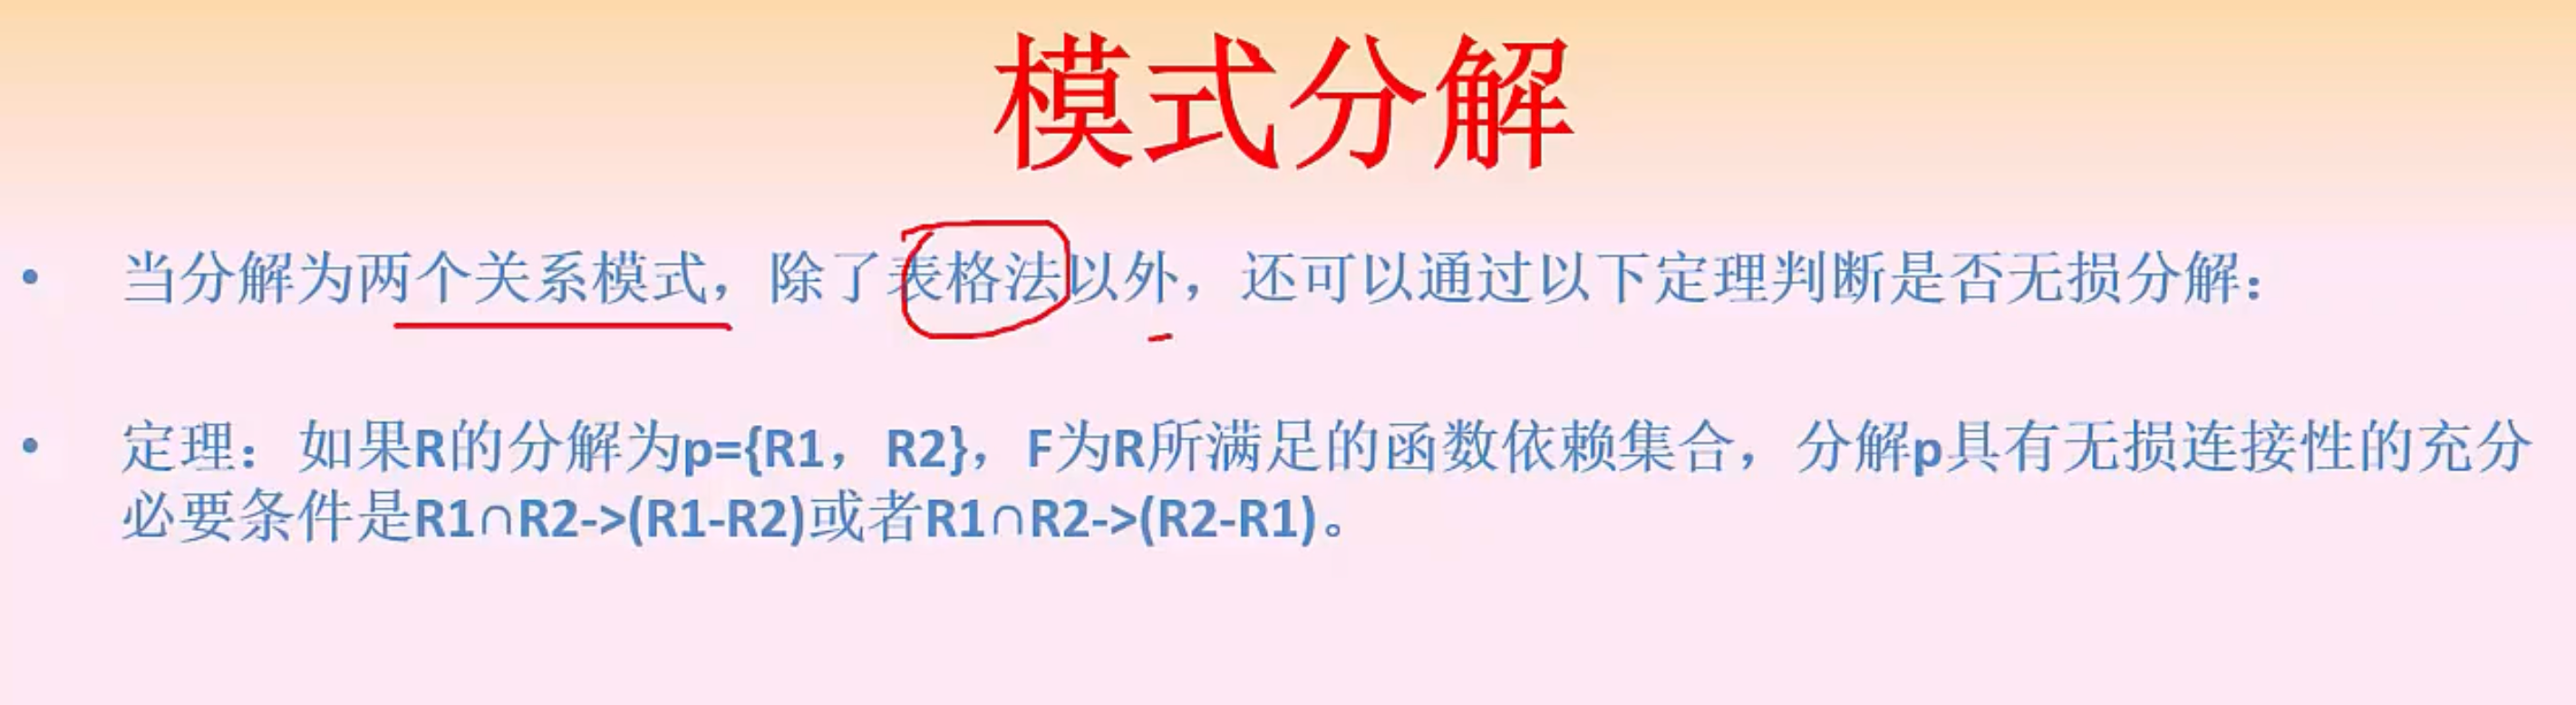 模式分解
• 当分解为两个关系模式，除了表格法以外，还可以通过以下定理判断是否无损分解：
• 定理：如果R的分解为p={R1，R2}，F为R所满足的函数依赖集合，分解p具有无损连接性的充分
必要条件是R1∩R2->(R1-R2)或者R1∩R2->(R2-R1)。